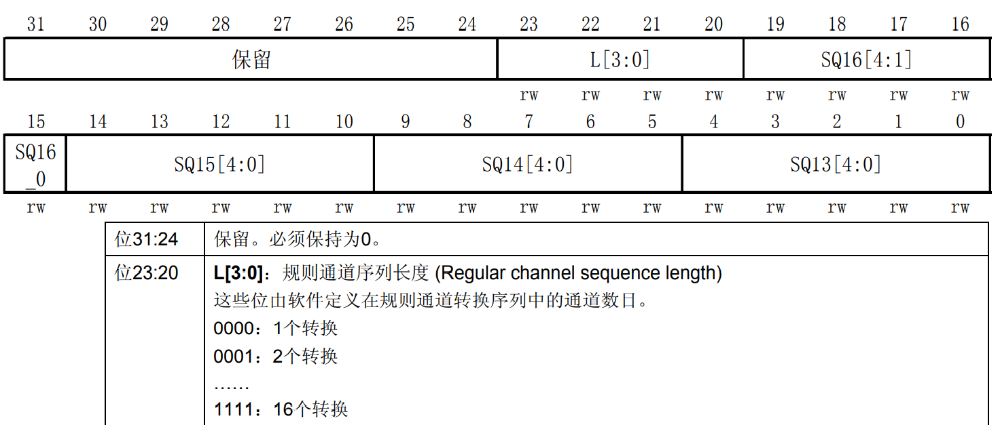 31 30 29 28 27 26 25 24 23 22 21 20 19 18 17 16
保留 L[3:0] SQ16[4:1]
rw rw rw rw rw rw rw rw
15 14 13 12 11 10 9 8 7 6 5 4 3 2 1 0
SQ16
_0
SQ15[4:0] SQ14[4:0] SQ13[4:0]
rw rw rw rw rw rw rw rw rw rw rw rw rw rw rw rw
位31:24 保留。必须保持为0。
位23:20 L[3:0]：规则通道序列长度 (Regular channel sequence length)
这些位由软件定义在规则通道转换序列中的通道数目。
0000：1个转换
0001：2个转换
……
1111：16个转换